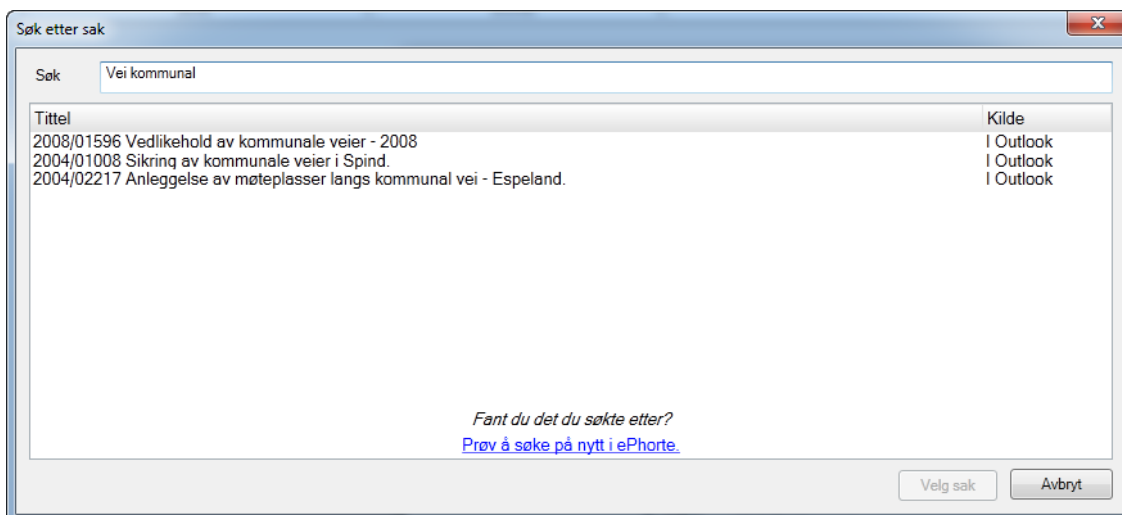 Søk etter sak
Søk Vei kommunal
Tittel Kilde
2008/01596 Vedlikehold av kommunale veier - 2008 I Outlook
2004/01008 Sikring av kommunale veier i Spind. I Outlook
2004/02217 Anleggelse av møteplasser langs kommunal vei - Espeland. I Outlook
Fant du det du søkte etter?
Prøv å søke på nytt i ePhorte.
Velg sak Avbryt